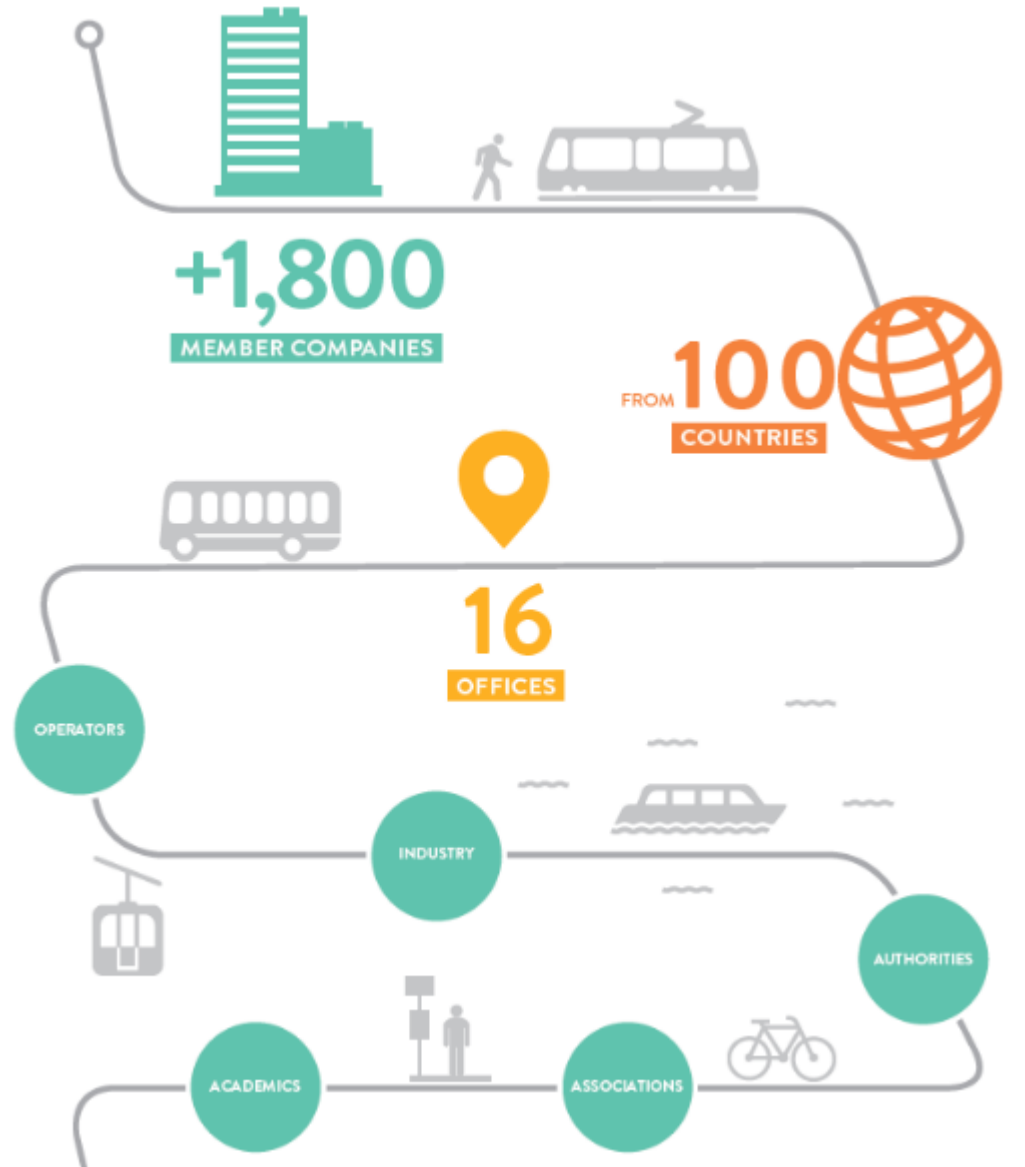 +1,800
MEMBER COMPANIES
FROM 100
COUNTRIES
16
OFFICES
OPERATORS
INDUSTRY
AUTHORITIES
ACADEMICS
ASSOCIATIONS